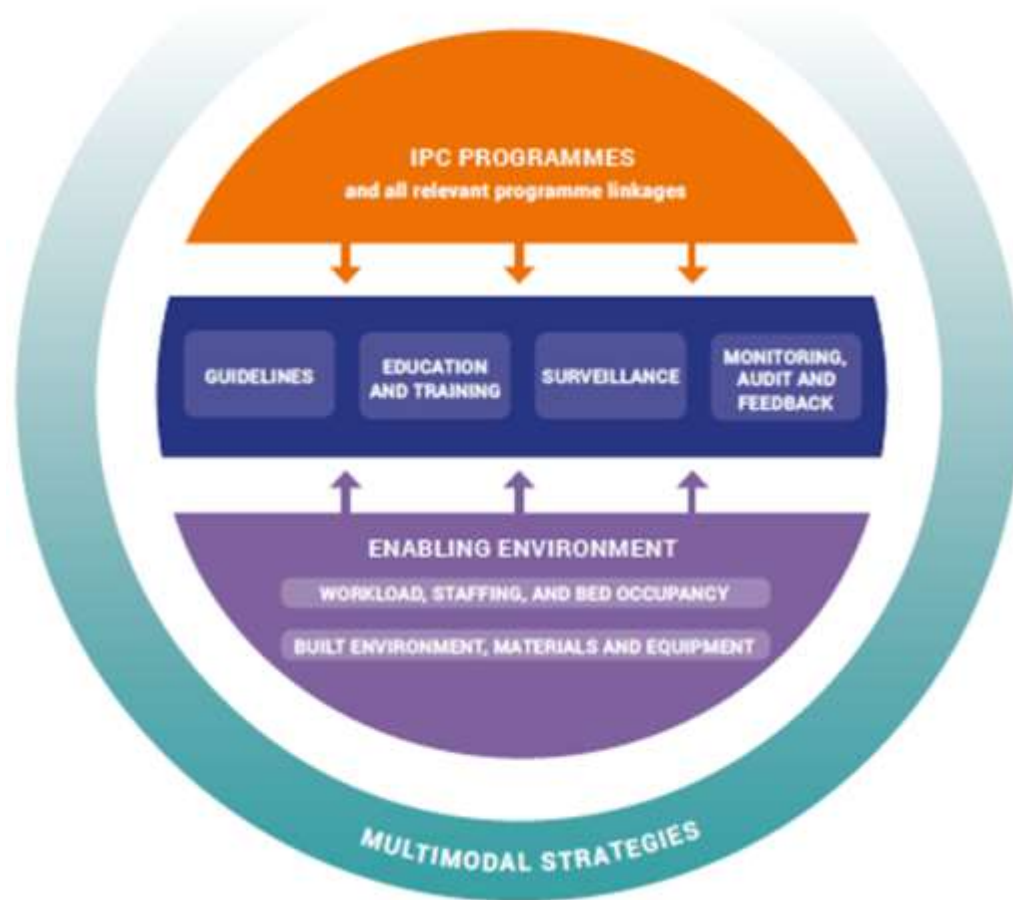 IPC PROGRAMMES
and all relevant programme linkages
GUIDELINES
EDUCATION
AND TRAINING
SURVEILLANCE
MONITORING,
AUDIT AND
FEEDBACK
ENABLING ENVIRONMENT
WORKLOAD, STAFFING, AND BED OCCUPANCY
BUILT ENVIRONMENT, MATERIALS AND EQUIPMENT
MULTIMODAL STRATEGIES